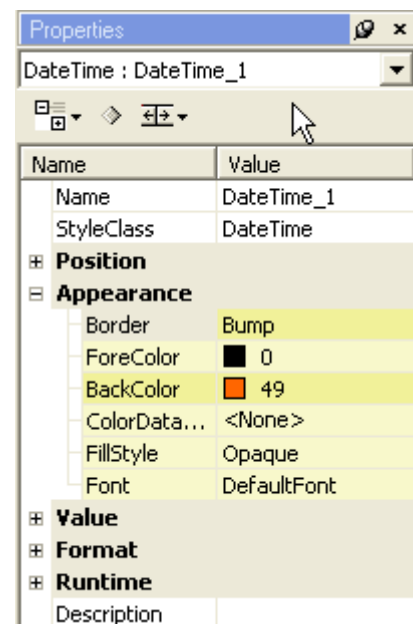 Properties
DateTime : DateTime_1
Name Value
Name DateTime_1
StyleClass DateTime
Position
Appearance
Border Bump
ForeColor 0
BackColor 49
ColorData... <None>
FillStyle Opaque
Font DefaultFont
Value
Format
Runtime
Description